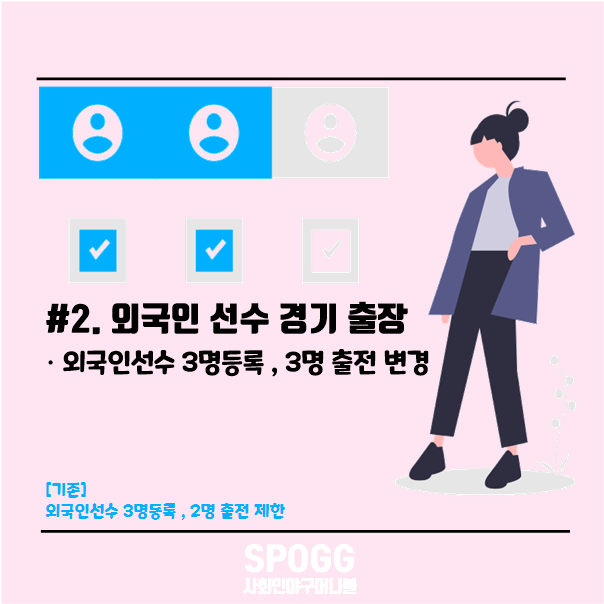 #2. 외국인 선수 경기 출장
· 외국인선수 3명등록 , 3명 출전 변경
[기존]
외국인선수 3명등록 , 2명 출전 제한
SPOGG
사회인야구머니볼